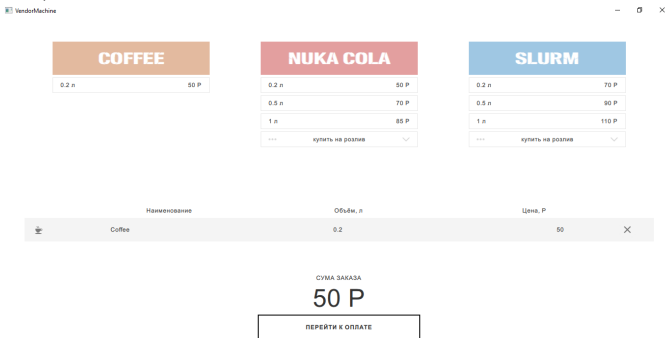 VendorMachine
COFFEE NUKA COLA SLURM
0.2 л 50 Р 0.2 л 50 Р 0.2 л 70 Р
0.5 л 70 Р 0.5 л 90 Р
1 л 85 Р 1 л 110 Р
купить на розлив купить на розлив
Наименование Объём, л Цена, Р
Coffee 0.2 50
СУМА ЗАКАЗА
50 Р
ПЕРЕЙТИ К ОПЛАТЕ